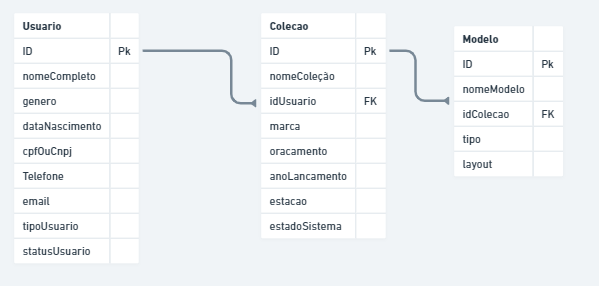 Usuario
ID Pk
nomeCompleto
genero
dataNascimento
cpfOuCnpj
Telefone
email
tipoUsuario
statusUsuario
Colecao
ID Pk
nomeColeção
idUsuario FK
marca
oracamento
anoLancamento
estacao
estadoSistema
Modelo
ID Pk
nomeModelo
idColecao FK
tipo
layout